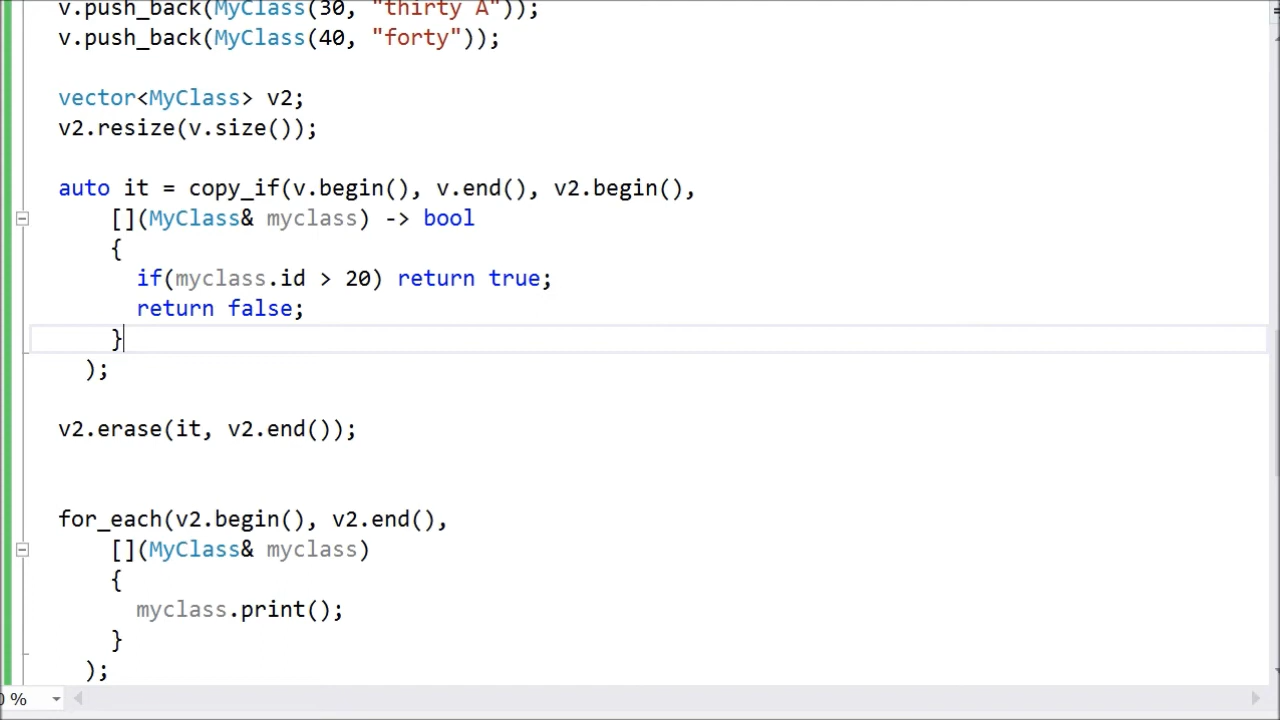 v.push_back(MyClass(30, "thirty A"));
v.push_back(MyClass(40, "forty"));
vector<MyClass> v2;
v2.resize(v.size());
auto it = copy_if(v.begin(), v.end(), v2.begin(),
[](MyClass& myclass) -> bool
{
if(myclass.id > 20) return true;
return false;
}
);
v2.erase(it, v2.end());
for_each(v2.begin(), v2.end(),
[](MyClass& myclass)
{
myclass.print();
}
);
0 %